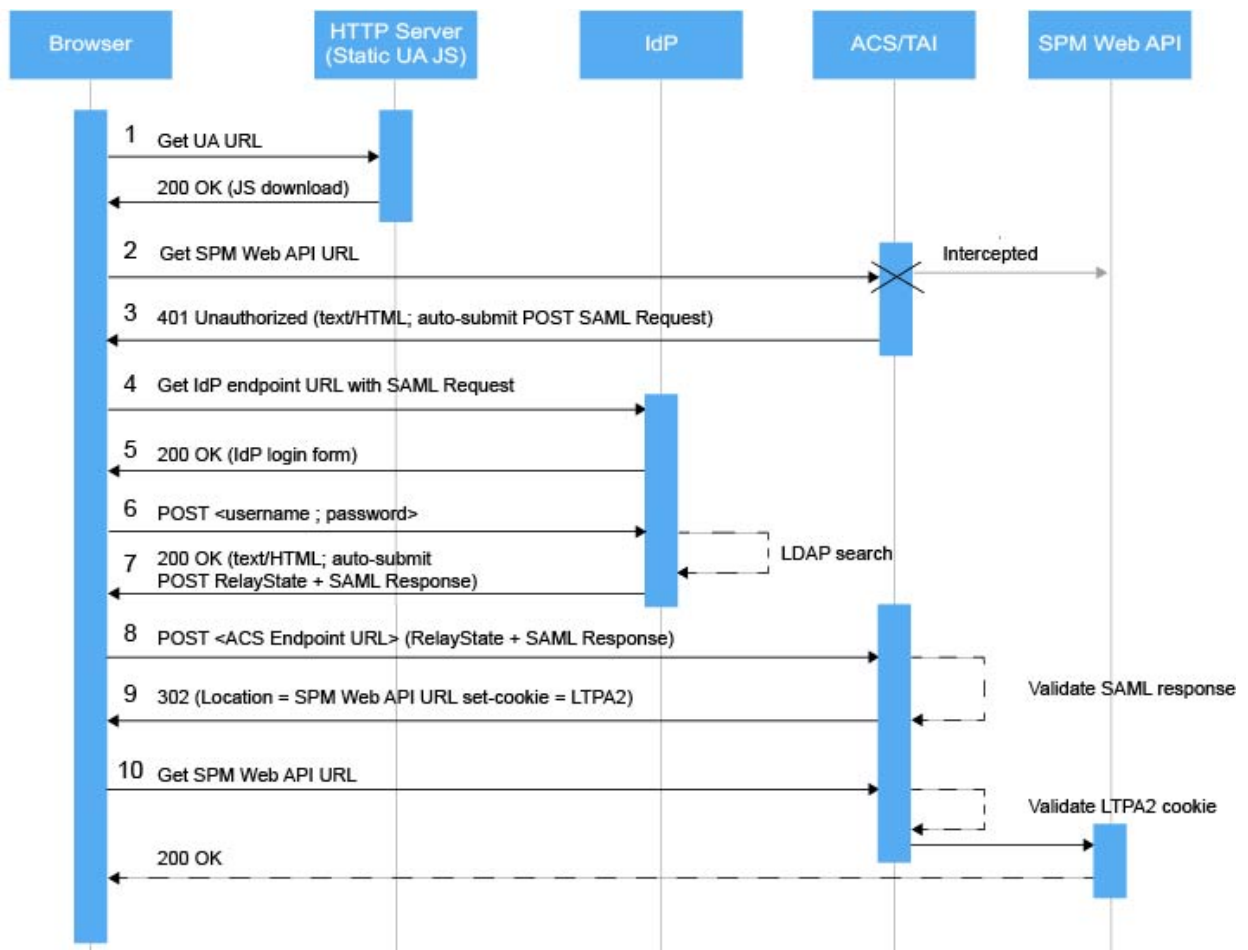 Browser
HTTP Server
(Static UA JS)
IdP
ACS/TAI
SPM Web API
1 Get UA URL
200 OK (JS download)
2 Get SPM Web API URL
Intercepted
3 401 Unauthorized (text/HTML; auto-submit POST SAML Request)
4 Get IdP endpoint URL with SAML Request
5 200 OK (IdP login form)
6 POST <username ; password>
LDAP search
7 200 OK (text/HTML; auto-submit
POST RelayState + SAML Response)
8 POST <ACS Endpoint URL> (RelayState + SAML Response)
Validate SAML response
9 302 (Location = SPM Web API URL set-cookie = LTPA2)
10 Get SPM Web API URL
Validate LTPA2 cookie
200 OK